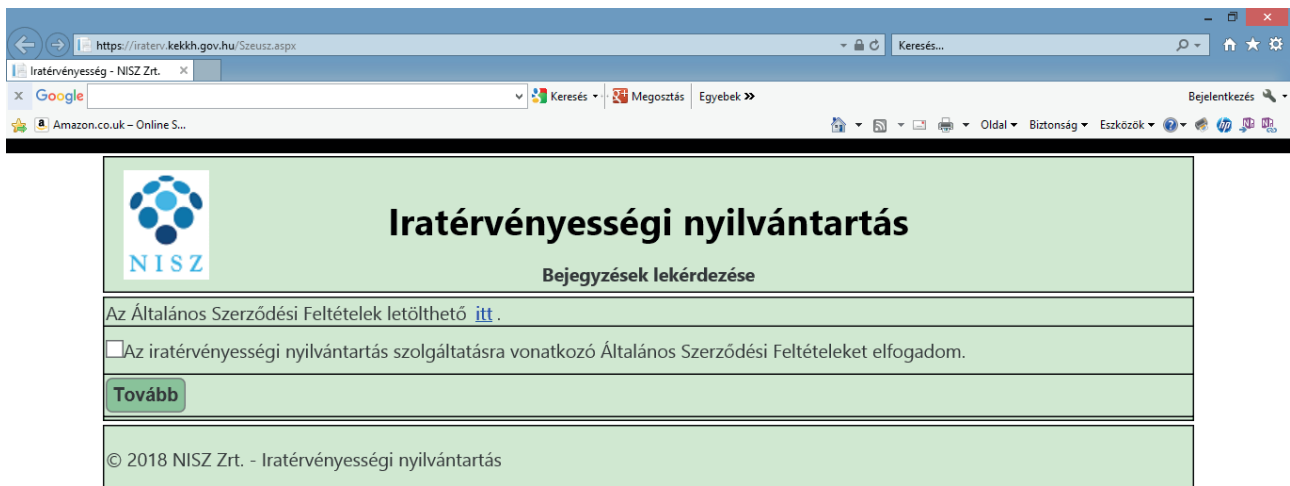 https://iraterv.kekkh.gov.hu/Szeusz.aspx
Keresés...
Iratérvényesség - NISZ Zrt.
Google
Keresés
Megosztás
Egyebek
Bejelentkezés
Amazon.co.uk – Online S...
Oldal
Biztonság
Eszközök
NISZ
Iratérvényességi nyilvántartás
Bejegyzések lekérdezése
Az Általános Szerződési Feltételek letölthető itt .
Az iratérvényességi nyilvántartás szolgáltatásra vonatkozó Általános Szerződési Feltételeket elfogadom.
Tovább
© 2018 NISZ Zrt. - Iratérvényességi nyilvántartás